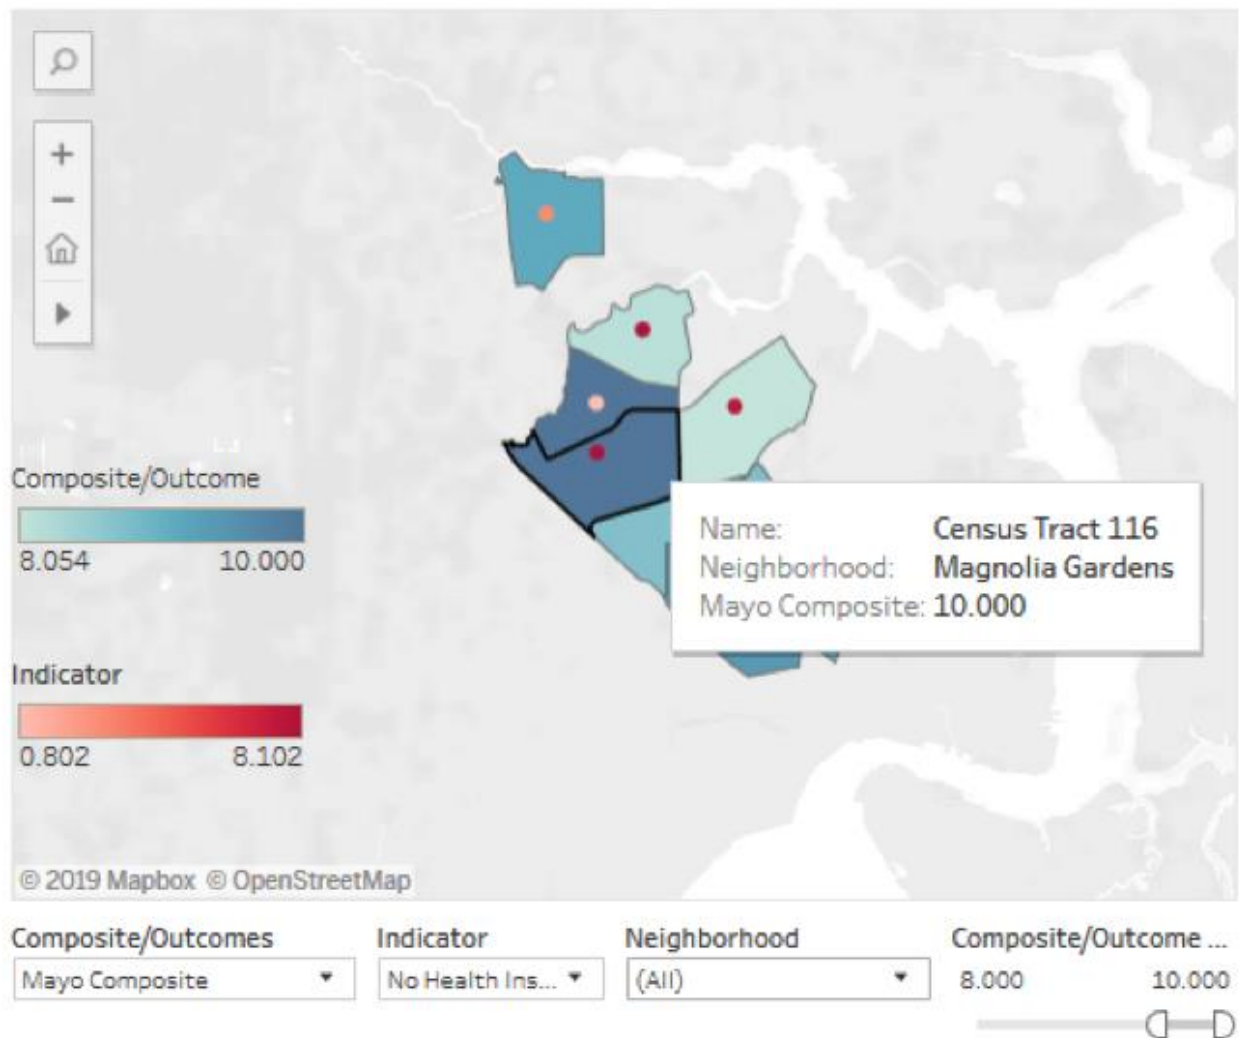 Composite/Outcome
8.054 10.000
Name: Census Tract 116
Neighborhood: Magnolia Gardens
Mayo Composite: 10.000
Indicator
0.802 8.102
© 2019 Mapbox © OpenStreetMap
Composite/Outcomes Indicator Neighborhood Composite/Outcome ...
Mayo Composite No Health Ins... (All) 8.000 10.000